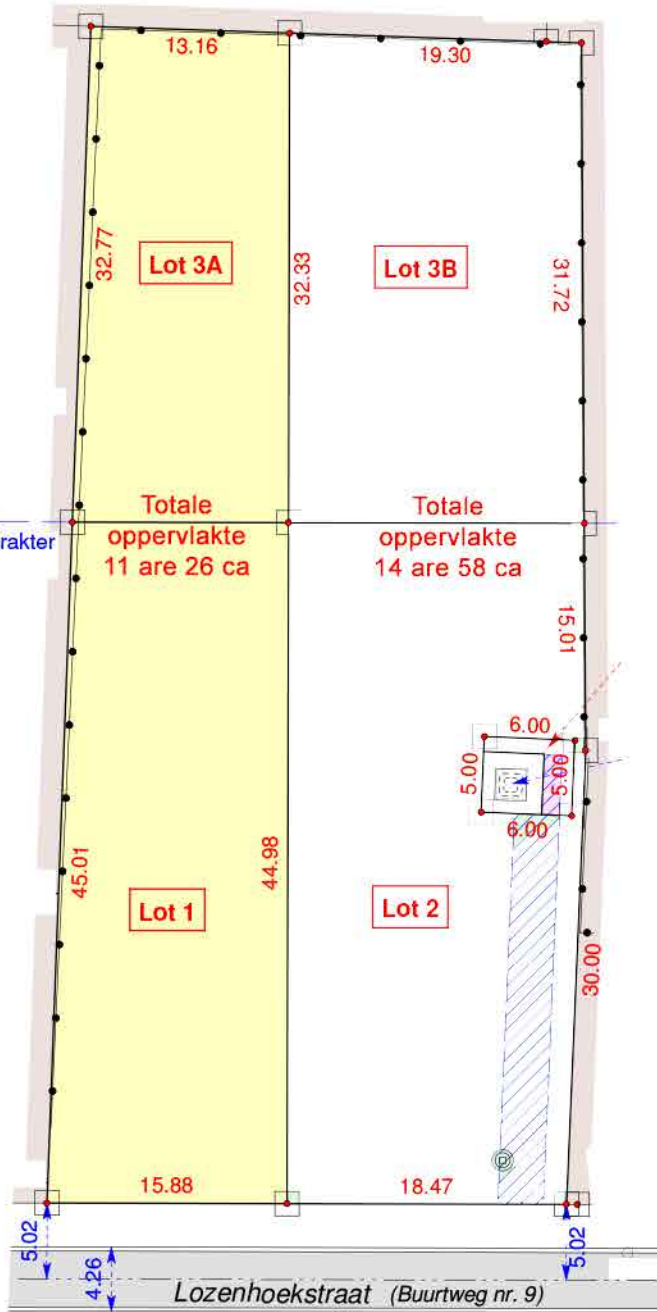 13.16
19.30
32.77
Lot 3A
32.33
Lot 3B
31.72
rakter
Totale
oppervlakte
11 are 26 ca
Totale
oppervlakte
14 are 58 ca
15.01
6.00
5.00
5.00
6.00
45.01
Lot 1
44.98
Lot 2
30.00
15.88
18.47
5.02
4.26
5.02
Lozenhoekstraat (Buurtweg nr. 9)